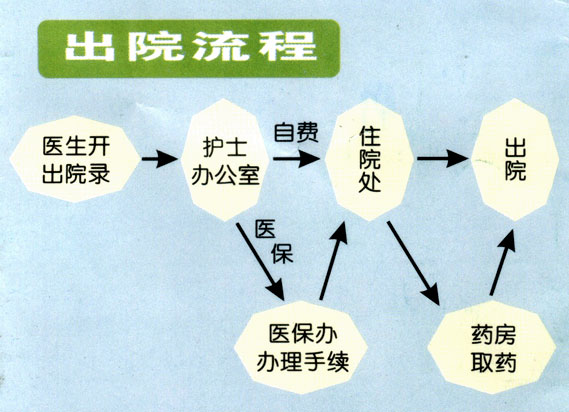 出院流程
医生开
出院录
护士
办公室
自费
住
院
处
出
院
医
保
医保办
办理手续
药房
取药